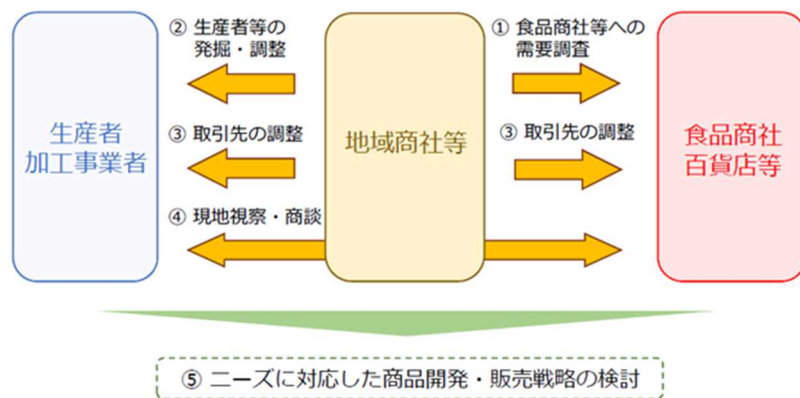 ② 生産者等の
発掘・調整
① 食品商社等への
需要調査
生産者
加工事業者
③ 取引先の調整
地域商社等
③ 取引先の調整
食品商社
百貨店等
④ 現地視察・商談
⑤ ニーズに対応した商品開発・販売戦略の検討